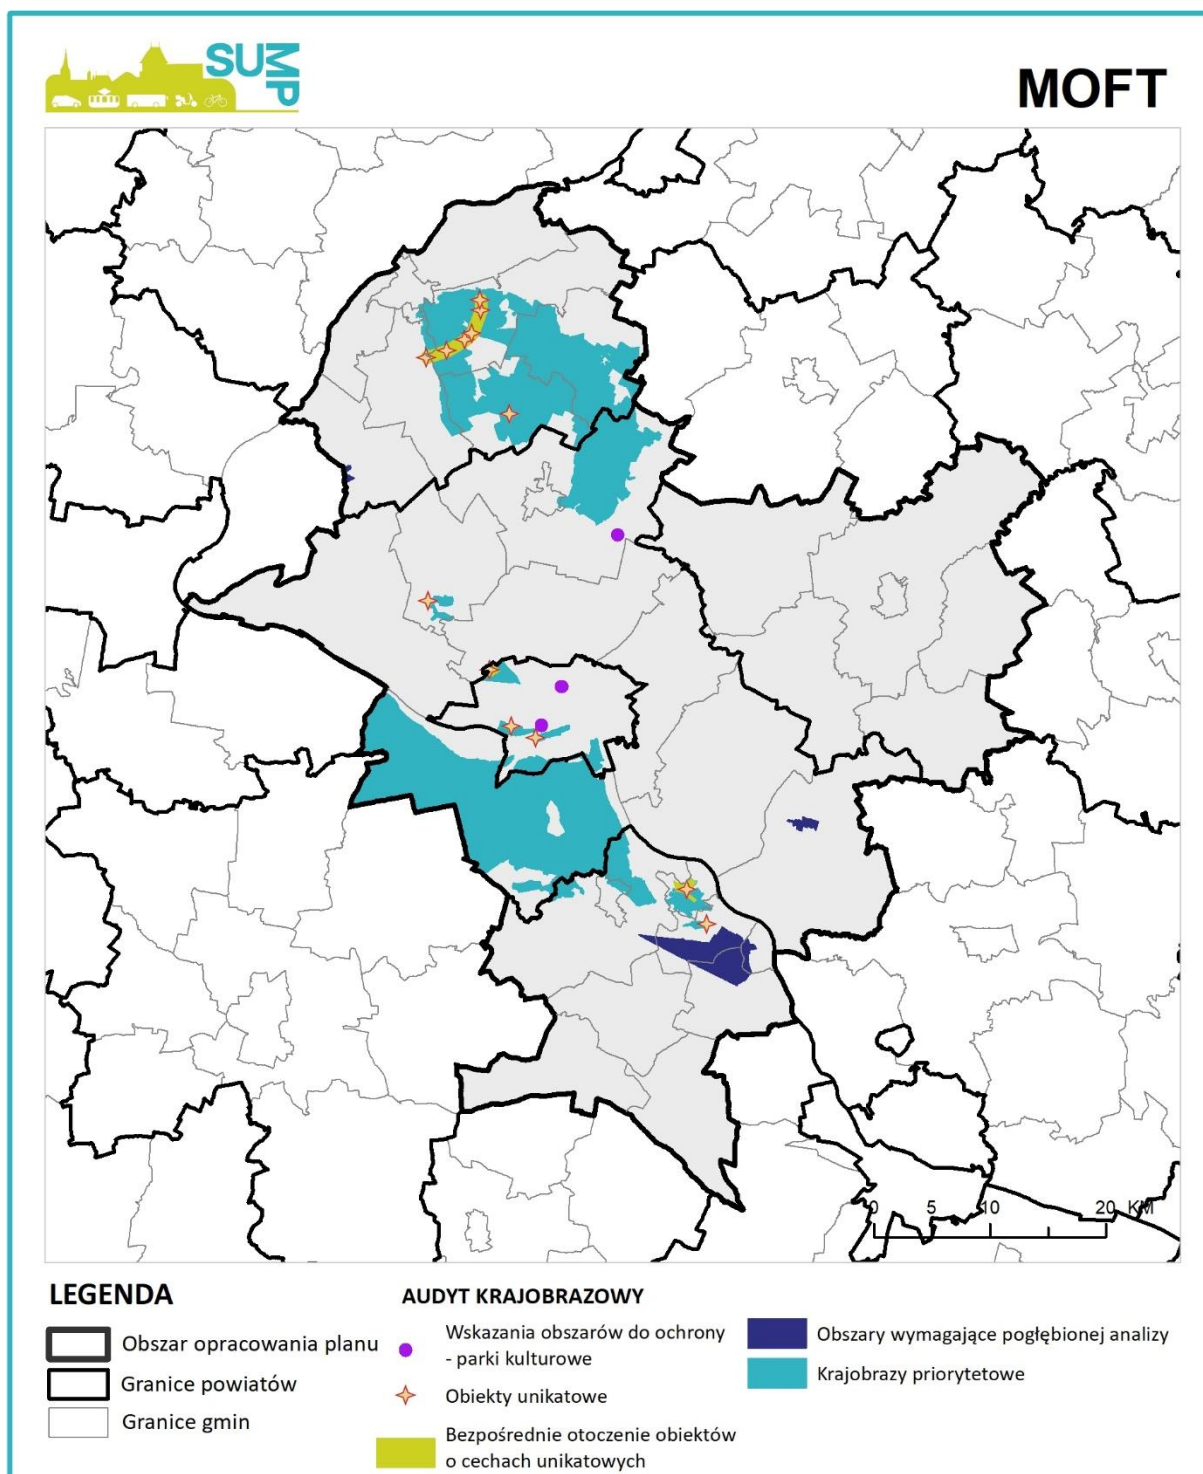 SUMP
MOFT
0 5 10 20 KM
LEGENDA
Obszar opracowania planu
Granice powiatów
Granice gmin
AUDYT KRAJOBRAZOWY
Wskazania obszarów do ochrony
- parki kulturowe
Obiekty unikatowe
Bezpośrednie otoczenie obiektów
o cechach unikatowych
Obszary wymagające pogłębionej analizy
Krajobrazy priorytetowe